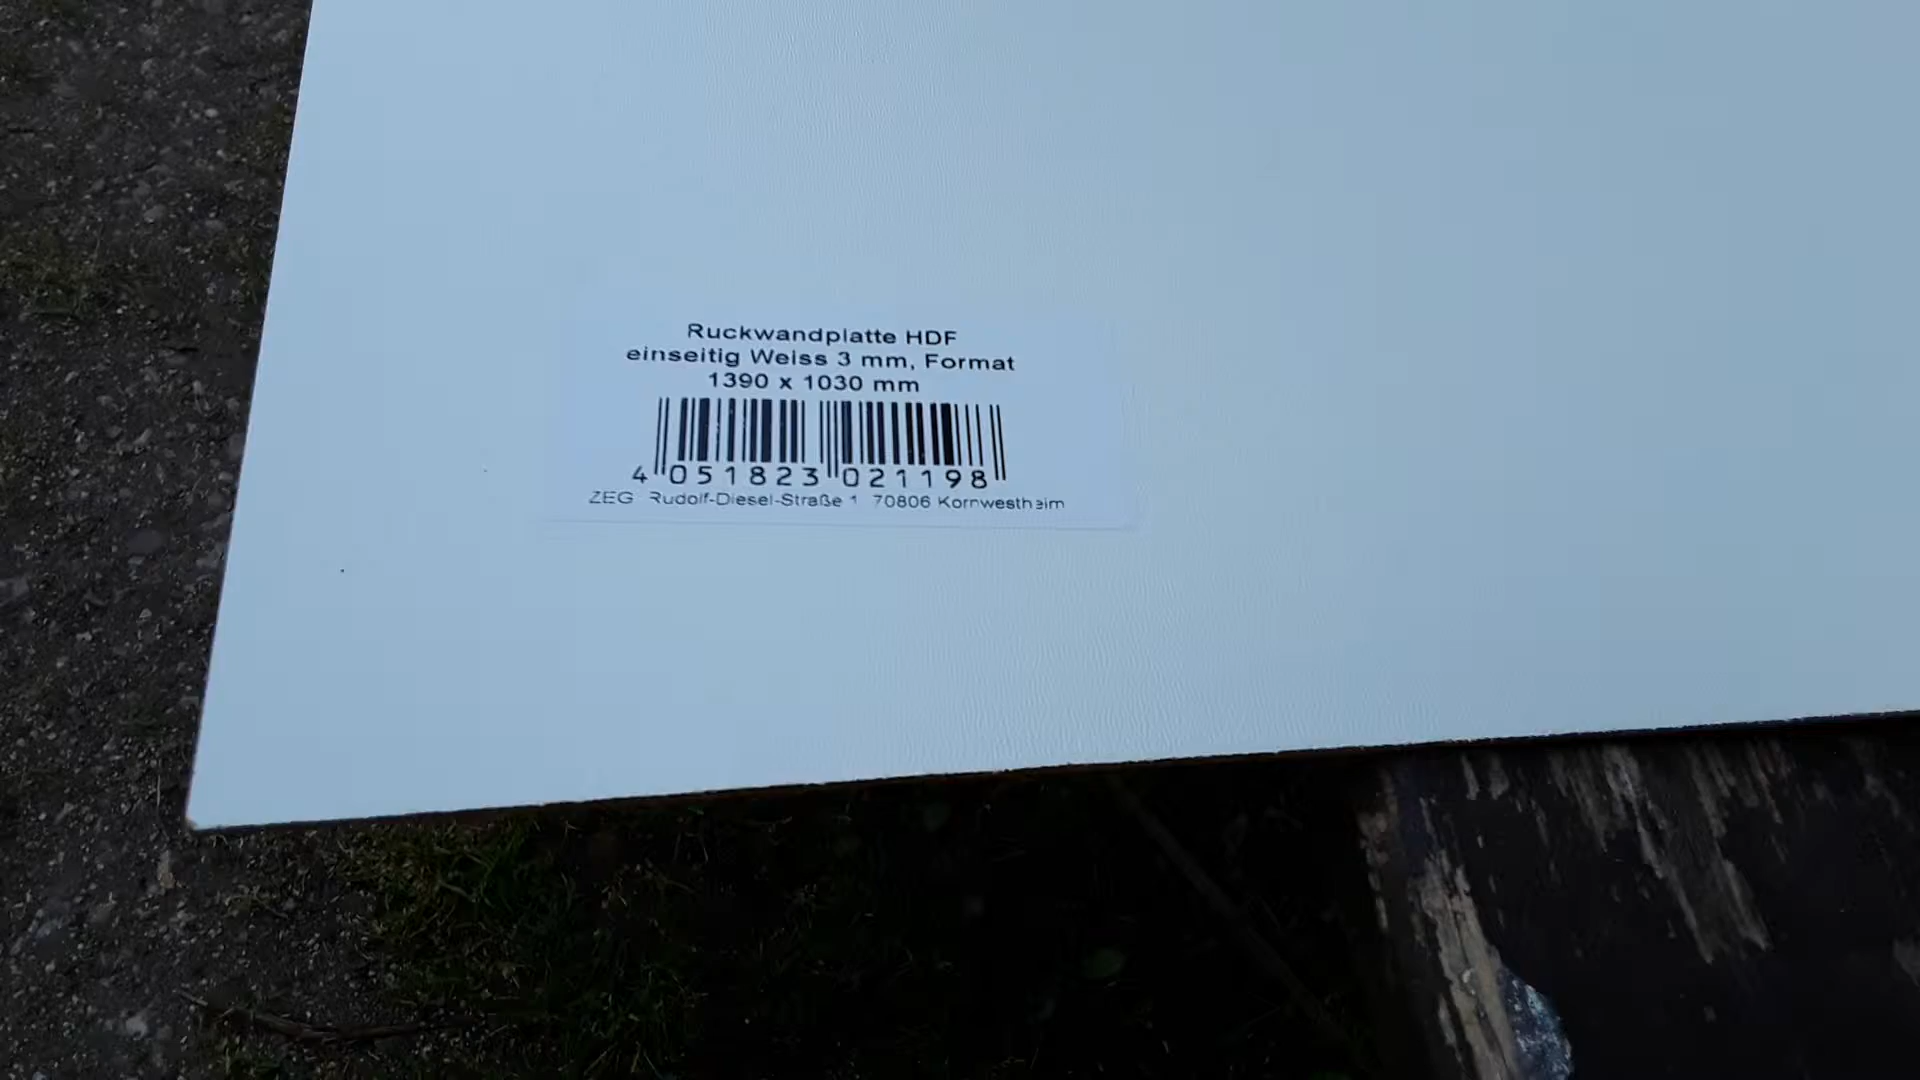 Ruckwandplatte HDF
einseitig Weiss 3 mm, Format
1390 x 1030 mm
4 051823 021198
ZEG Rudolf-Diesel-Straße 1 70806 Kornwestheim